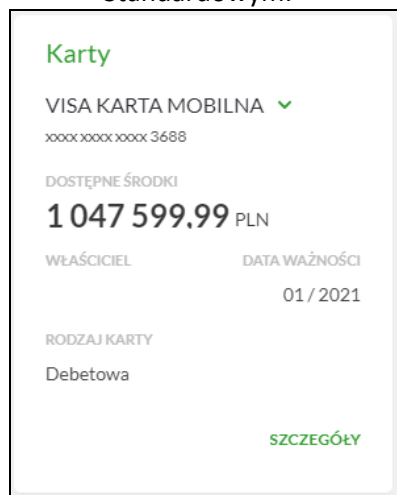 Karty
VISA KARTA MOBILNA
xxxx xxxx xxxx 3688
DOSTĘPNE ŚRODKI
1 047 599,99 PLN
WŁAŚCICIEL DATA WAŻNOŚCI
01 / 2021
RODZAJ KARTY
Debetowa
SZCZEGÓŁY